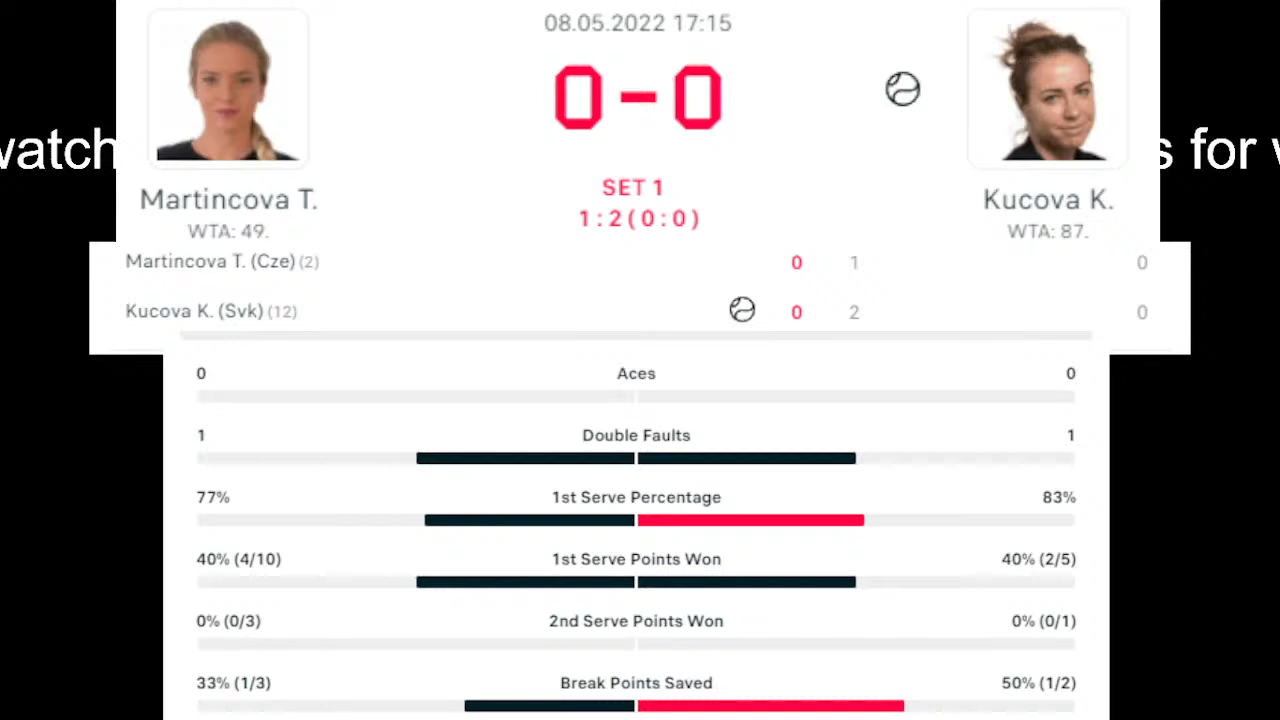 08.05.2022 17:15
0-0
watch
s for
Martincova T.
WTA: 49.
SET 1
1 : 2 ( 0 : 0 )
Kucova K.
WTA: 87.
Martincova T. (Cze) (2) 0 1 0
Kucova K. (Svk) (12) 0 2 0
0 Aces 0
1 Double Faults 1
77% 1st Serve Percentage 83%
40% (4/10) 1st Serve Points Won 40% (2/5)
0% (0/3) 2nd Serve Points Won 0% (0/1)
33% (1/3) Break Points Saved 50% (1/2)